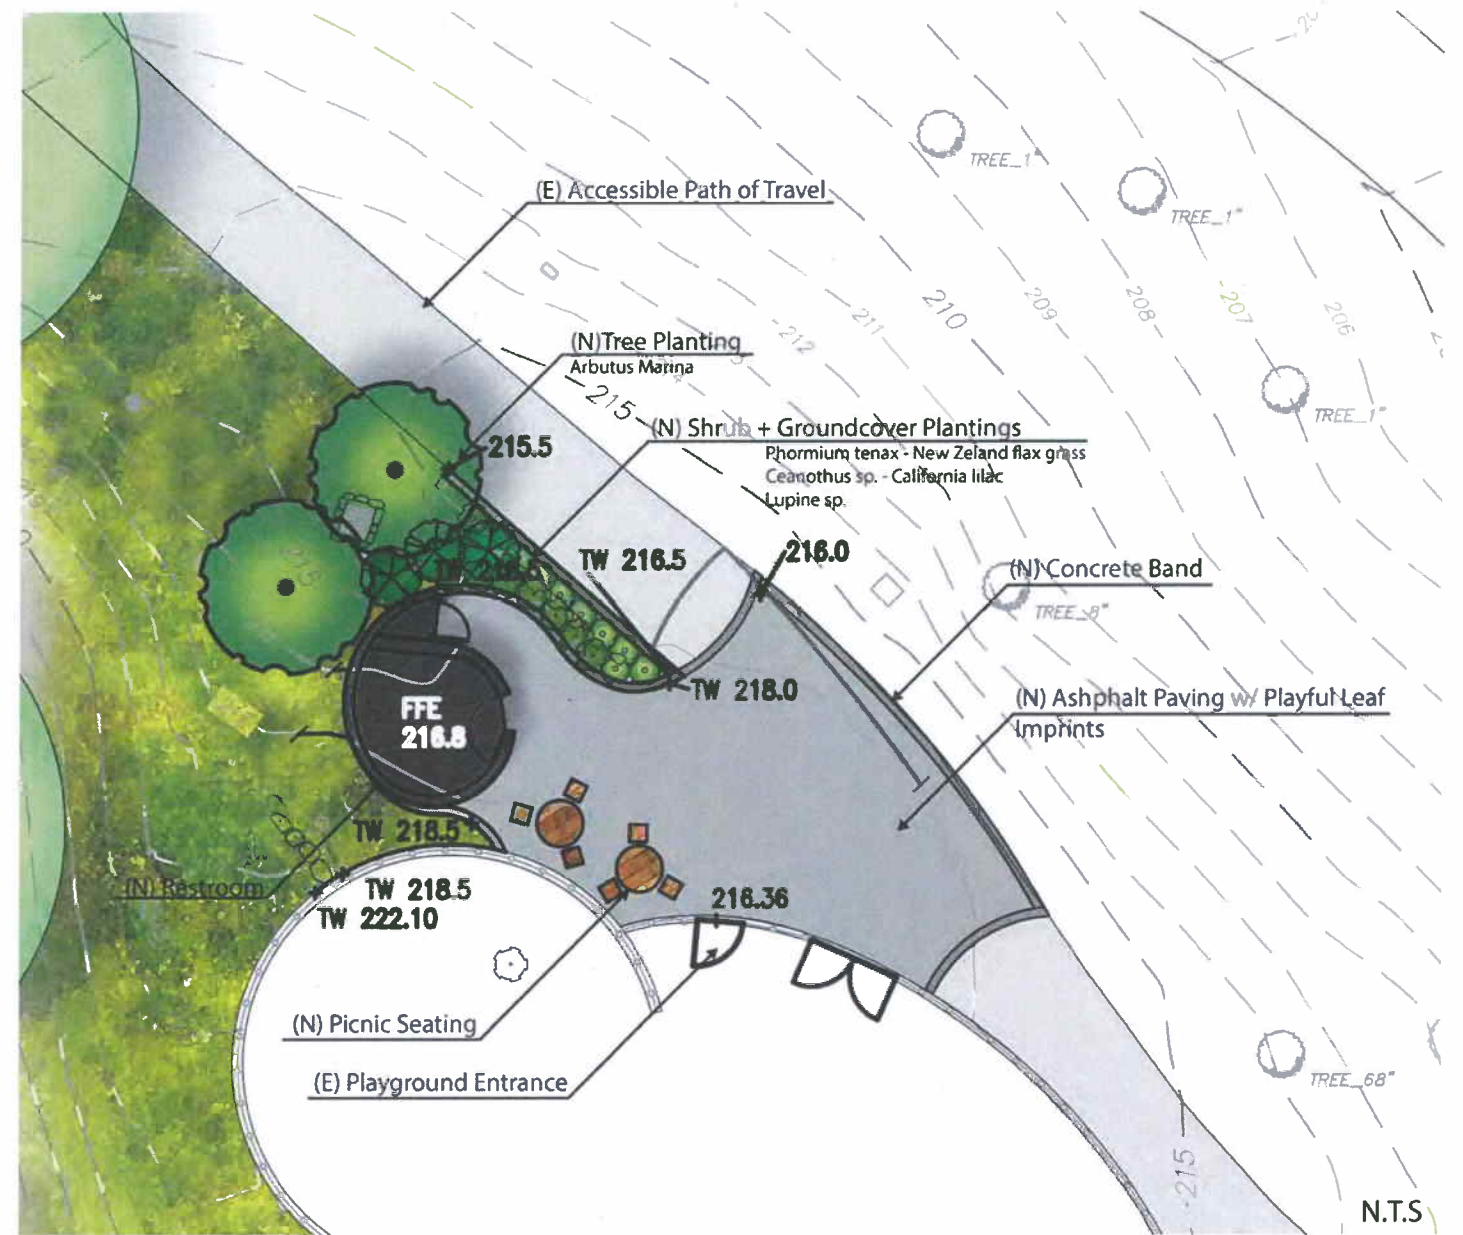 TREE_1"
TREE_1"
(E) Accessible Path of Travel
210
209
208
-207
206
211
-212
(N)Tree Planting
Arbutus Marina
215
TREE_1"
(N) Shrub + Groundcover Plantings
215.5
Phormium tenax - New Zeland flax grass
Ceanothus sp. - California lilac
Lupine sp.
TW 216.5
216.0
(N) Concrete Band
TREE_8"
TW 218.0
(N) Ashphalt Paving w/ Playful Leaf
Imprints
FFE
216.8
TW 218.5
(N) Restroom
TW 218.5
TW 222.10
216.36
(N) Picnic Seating
(E) Playground Entrance
TREE_68"
-215
N.T.S